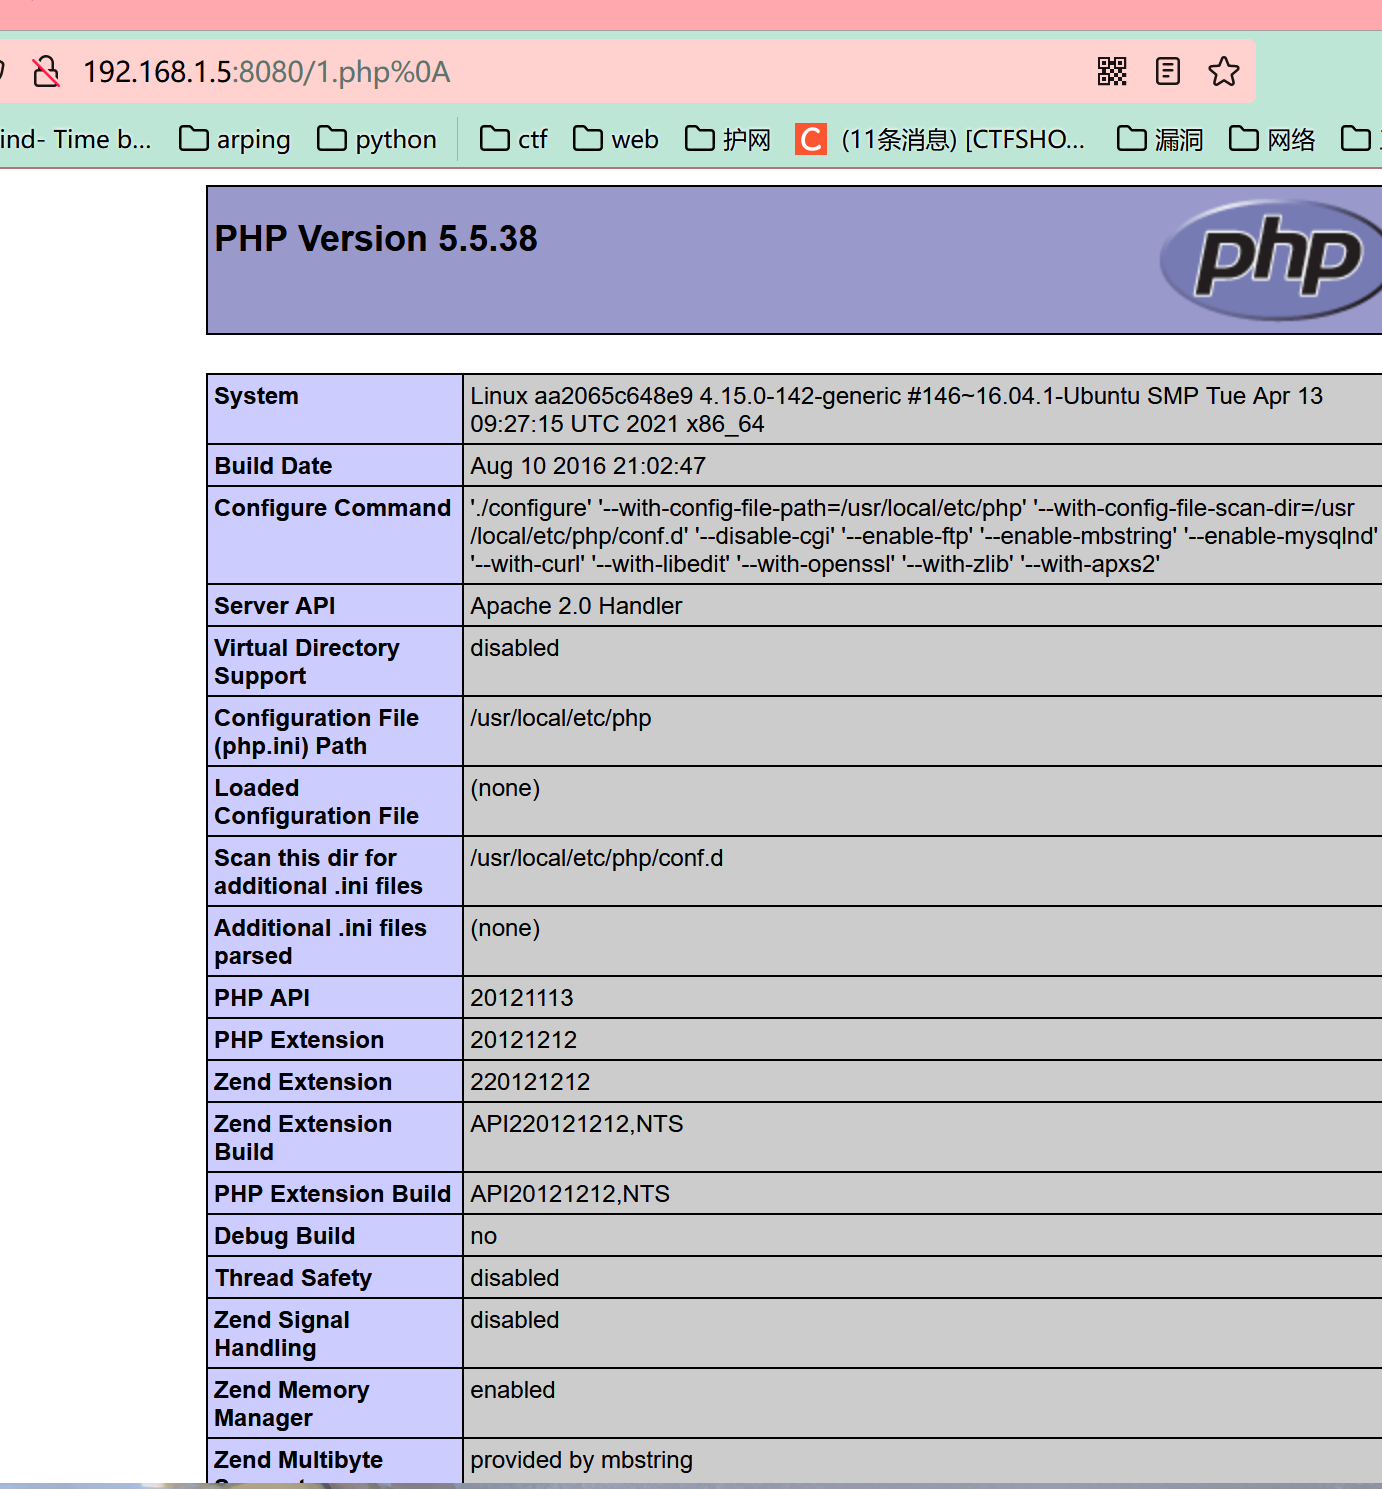 192.168.1.5:8080/1.php%0A
ind- Time b... arping python ctf web 护网 C (11条消息) [CTFSHO... 漏洞 网络
PHP Version 5.5.38
php
System
Linux aa2065c648e9 4.15.0-142-generic #146~16.04.1-Ubuntu SMP Tue Apr 13
09:27:15 UTC 2021 x86_64
Build Date
Aug 10 2016 21:02:47
Configure Command
'./configure' '--with-config-file-path=/usr/local/etc/php' '--with-config-file-scan-dir=/usr
/local/etc/php/conf.d' '--disable-cgi' '--enable-ftp' '--enable-mbstring' '--enable-mysqlnd'
'--with-curl' '--with-libedit' '--with-openssl' '--with-zlib' '--with-apxs2'
Server API
Apache 2.0 Handler
Virtual Directory
Support
disabled
Configuration File
(php.ini) Path
/usr/local/etc/php
Loaded
Configuration File
(none)
Scan this dir for
additional .ini files
/usr/local/etc/php/conf.d
Additional .ini files
parsed
(none)
PHP API
20121113
PHP Extension
20121212
Zend Extension
220121212
Zend Extension
Build
API220121212,NTS
PHP Extension Build
API20121212,NTS
Debug Build
no
Thread Safety
disabled
Zend Signal
Handling
disabled
Zend Memory
Manager
enabled
Zend Multibyte
provided by mbstring